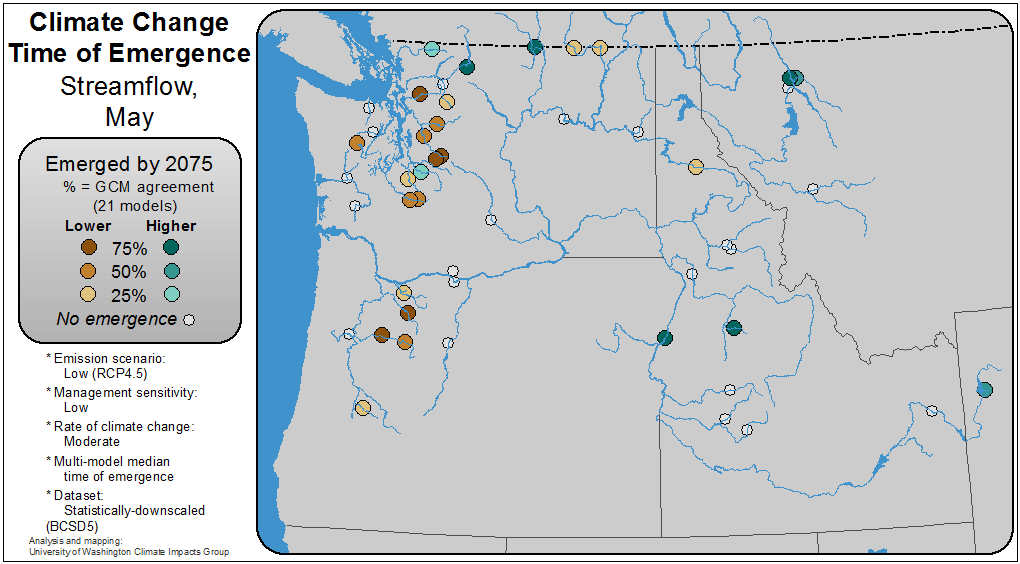 Climate Change
Time of Emergence
Streamflow,
May
Emerged by 2075
% = GCM agreement
(21 models)
Lower Higher
75%
50%
25%
No emergence
* Emission scenario:
Low (RCP4.5)
* Management sensitivity:
Low
* Rate of climate change:
Moderate
* Multi-model median
time of emergence
* Dataset:
Statistically-downscaled
(BCSD5)
Analysis and mapping:
University of Washington Climate Impacts Group